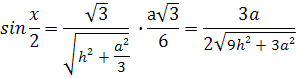 sin x/2 = √3/√(h² + a²/3) · a√3/6 = 3a/(2√(9h² + 3a²))